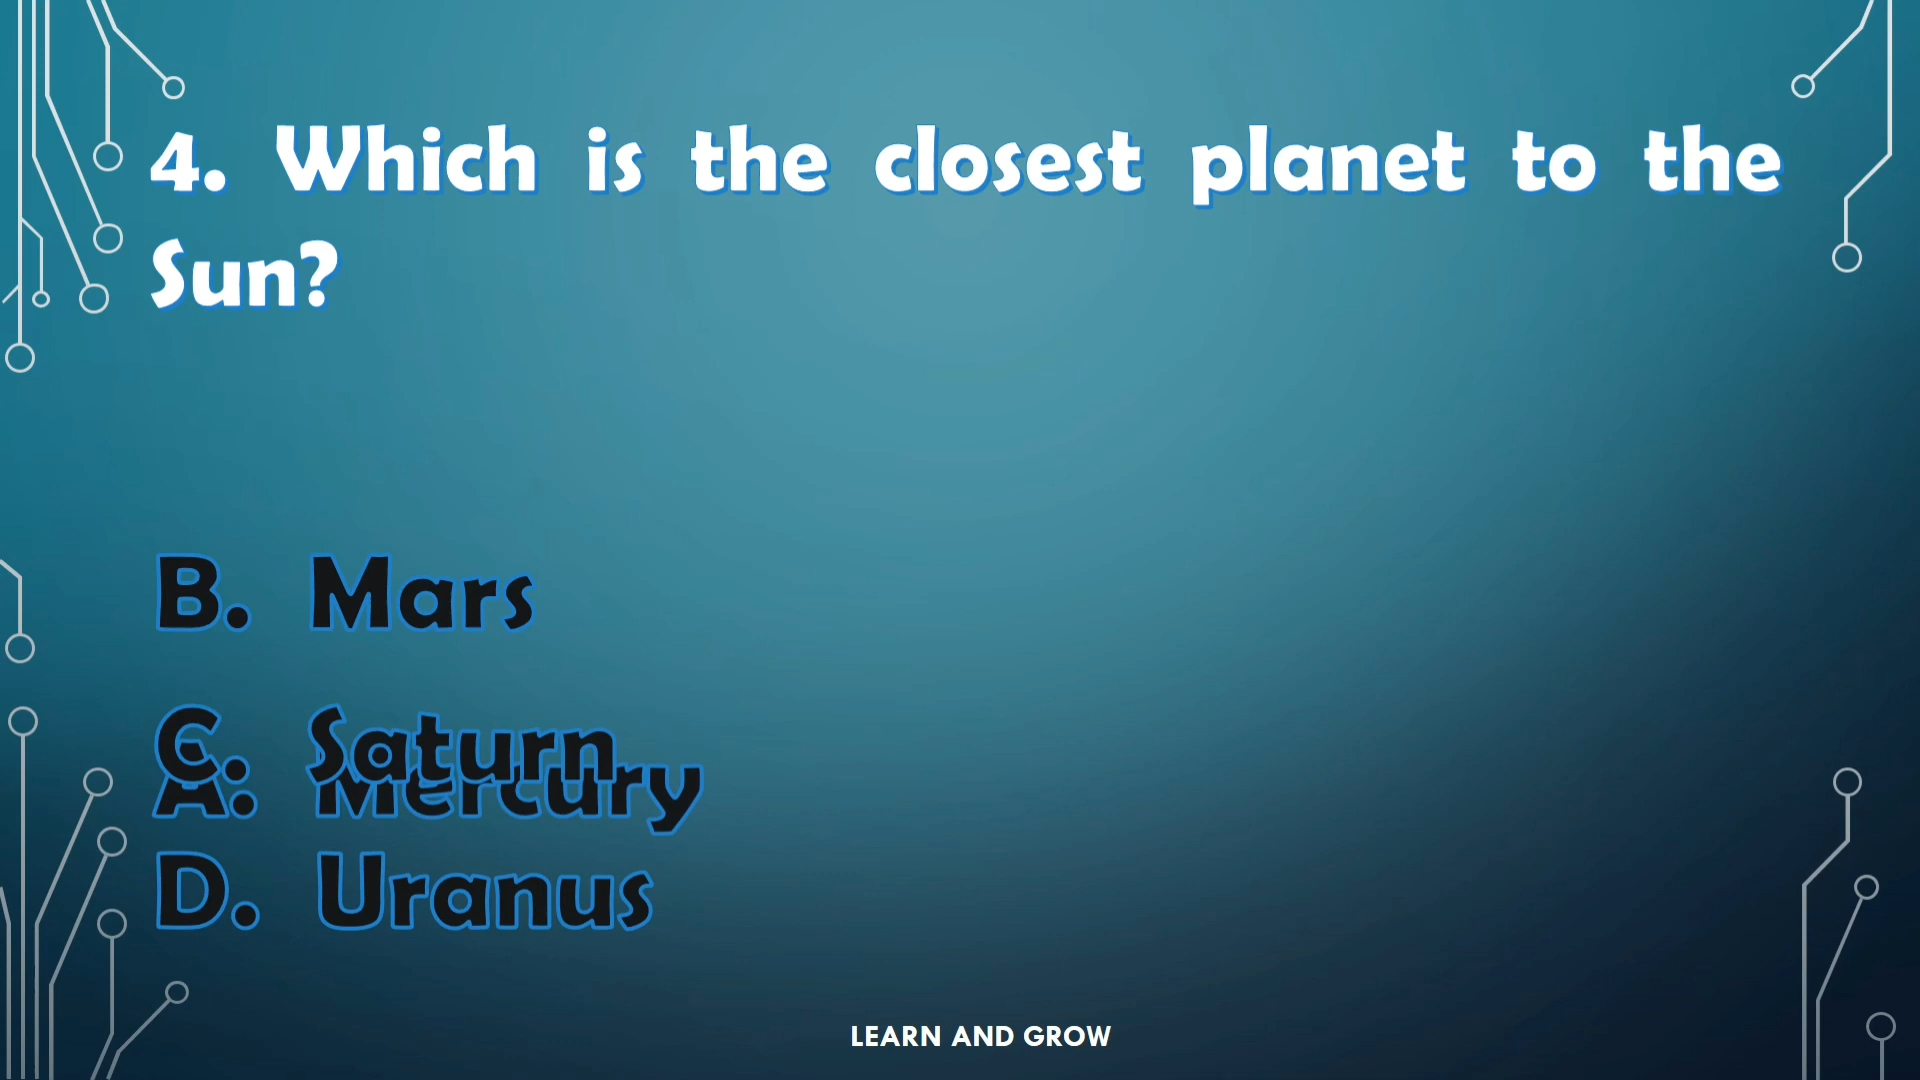 4. Which is the closest planet to the
Sun?
B. Mars
C. Saturn
A. Mercury
D. Uranus
LEARN AND GROW